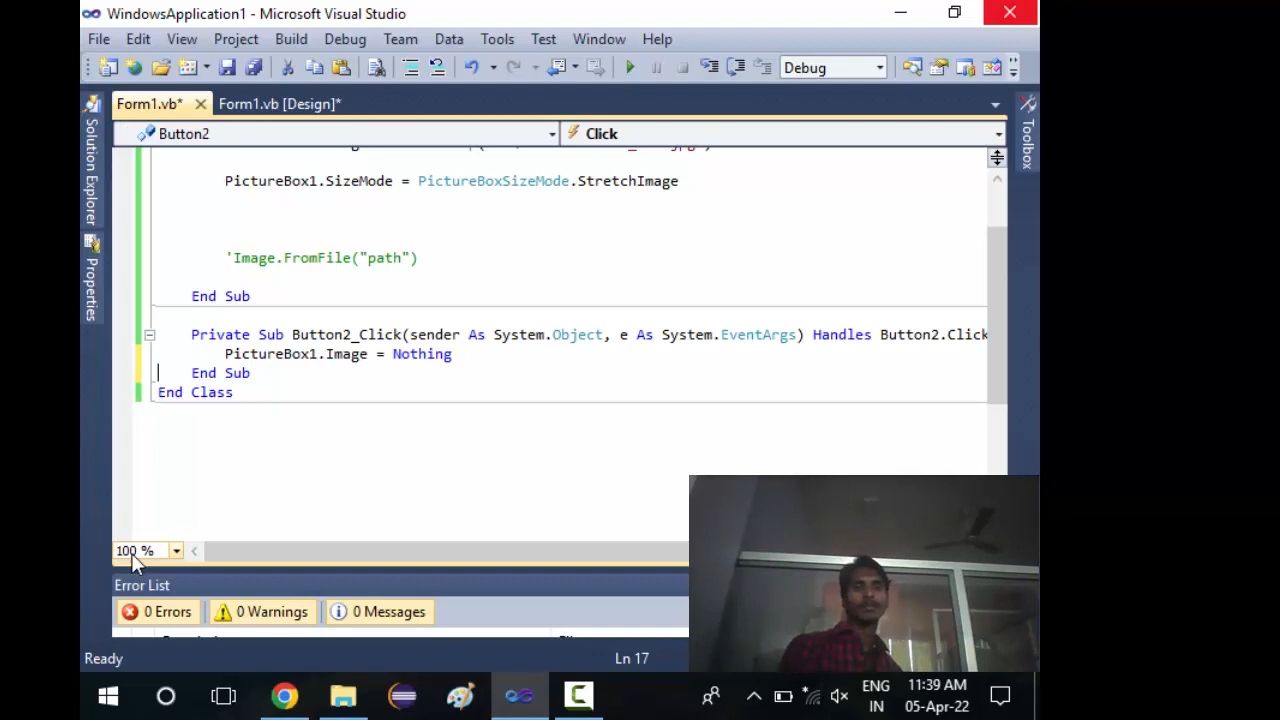 WindowsApplication1 - Microsoft Visual Studio
File Edit View Project Build Debug Team Data Tools Test Window Help
Debug
Form1.vb* Form1.vb [Design]*
Button2 Click
Solution Explorer
Properties
Toolbox
PictureBox1.SizeMode = PictureBoxSizeMode.StretchImage
'Image.FromFile("path")
End Sub
Private Sub Button2_Click(sender As System.Object, e As System.EventArgs) Handles Button2.Click
PictureBox1.Image = Nothing
End Sub
End Class
100 %
Error List
0 Errors 0 Warnings 0 Messages
Ready Ln 17
ENG 11:39 AM
IN 05-Apr-22